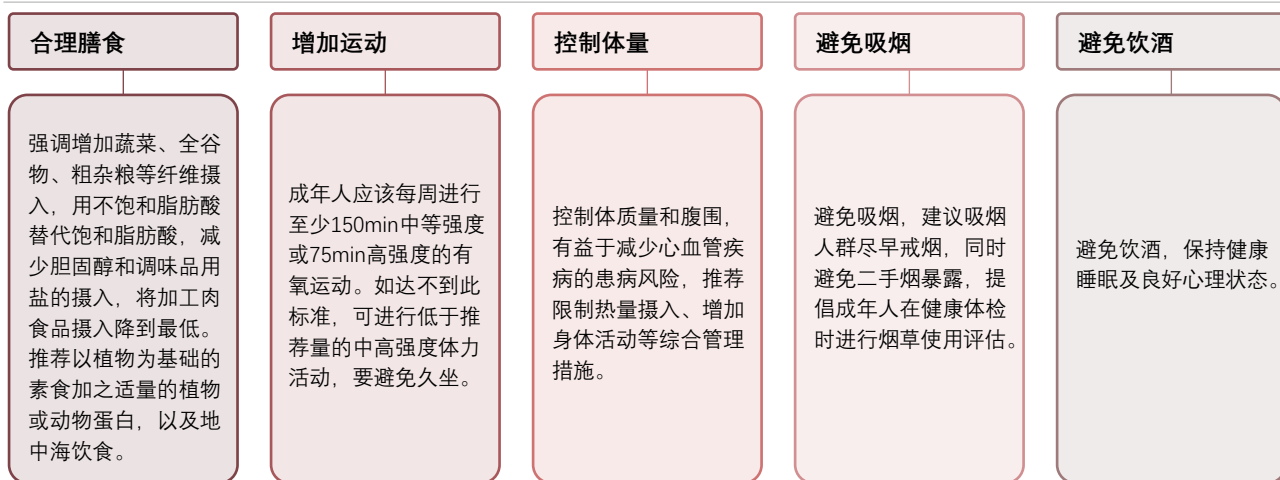 合理膳食
强调增加蔬菜、全谷
物、粗杂粮等纤维摄
入，用不饱和脂肪酸
替代饱和脂肪酸，减
少胆固醇和调味品用
盐的摄入，将加工肉
食品摄入降到最低。
推荐以植物为基础的
素食加之适量的植物
或动物蛋白，以及地
中海饮食。
增加运动
成年人应该每周进行
至少150min中等强度
或75min高强度的有
氧运动。如达不到此
标准，可进行低于推
荐量的中高强度体力
活动，要避免久坐。
控制体量
控制体质量和腹围，
有益于减少心血管疾
病的患病风险，推荐
限制热量摄入、增加
身体活动等综合管理
措施。
避免吸烟
避免吸烟，建议吸烟
人群尽早戒烟，同时
避免二手烟暴露，提
倡成年人在健康体检
时进行烟草使用评估。
避免饮酒
避免饮酒，保持健康
睡眠及良好心理状态。